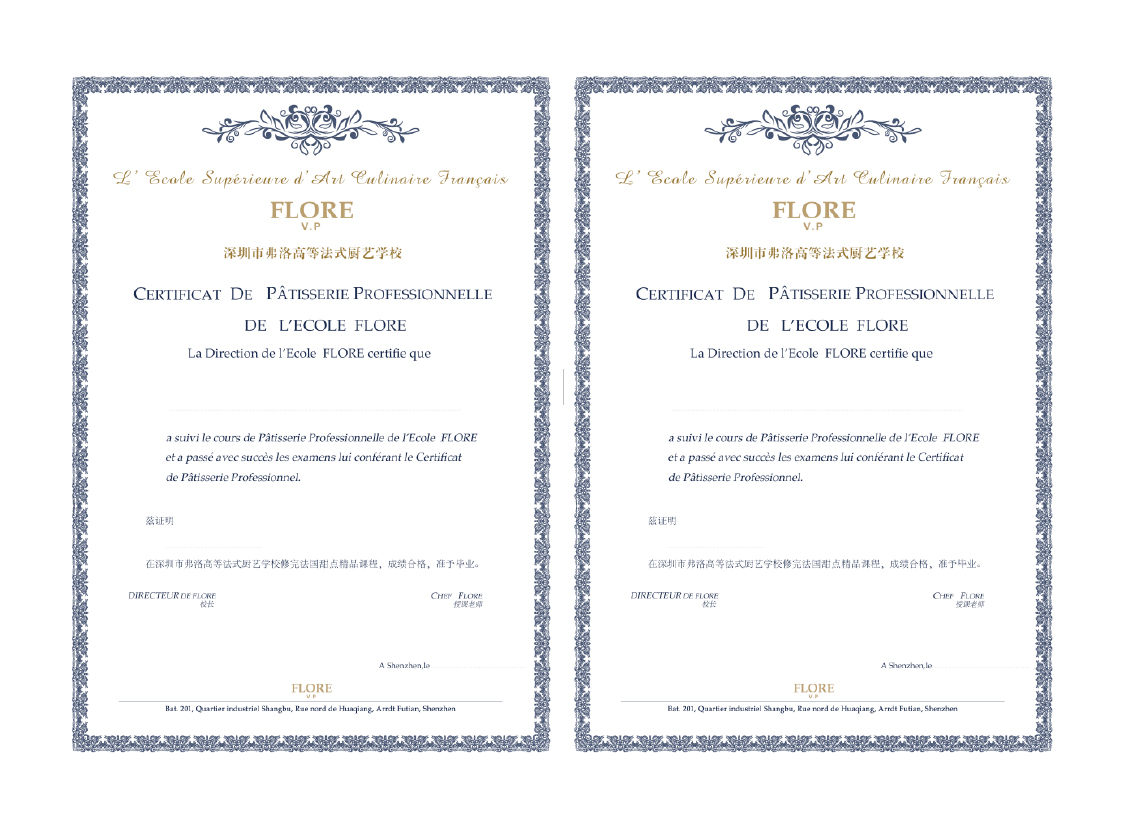 L' Ecole Supérieure d'Art Culinaire Français
FLORE
V.P
深圳市弗洛高等法式厨艺学校
CERTIFICAT DE PÂTISSERIE PROFESSIONNELLE
DE L'ECOLE FLORE
La Direction de l'Ecole FLORE certifie que
a suivi le cours de Pâtisserie Professionnelle de l'Ecole FLORE
et a passé avec succès les examens lui conférant le Certificat
de Pâtisserie Professionnel.
兹证明
在深圳市弗洛高等法式厨艺学校修完法国甜点精品课程，成绩合格，准予毕业。
DIRECTEUR DE FLORE
校长
CHEF FLORE
授课老师
A Shenzhen,le
FLORE
V.P
Bat. 201, Quartier industriel Shangbu, Rue nord de Huaqiang, Arrdt Futian, Shenzhen
L' Ecole Supérieure d'Art Culinaire Français
FLORE
V.P
深圳市弗洛高等法式厨艺学校
CERTIFICAT DE PÂTISSERIE PROFESSIONNELLE
DE L'ECOLE FLORE
La Direction de l'Ecole FLORE certifie que
a suivi le cours de Pâtisserie Professionnelle de l'Ecole FLORE
et a passé avec succès les examens lui conférant le Certificat
de Pâtisserie Professionnel.
兹证明
在深圳市弗洛高等法式厨艺学校修完法国甜点精品课程，成绩合格，准予毕业。
DIRECTEUR DE FLORE
校长
CHEF FLORE
授课老师
A Shenzhen,le
FLORE
V.P
Bat. 201, Quartier industriel Shangbu, Rue nord de Huaqiang, Arrdt Futian, Shenzhen